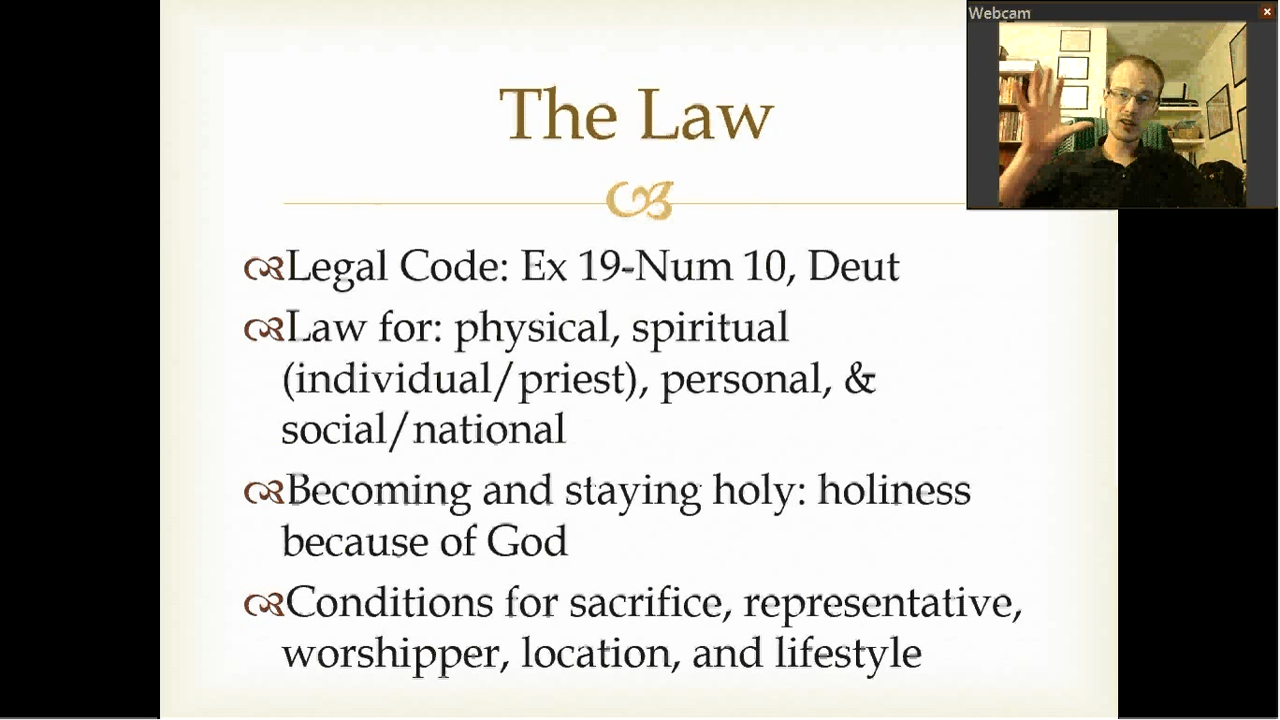 Webcam
The Law
Legal Code: Ex 19-Num 10, Deut
Law for: physical, spiritual
(individual/priest), personal, &
social/national
Becoming and staying holy: holiness
because of God
Conditions for sacrifice, representative,
worshipper, location, and lifestyle